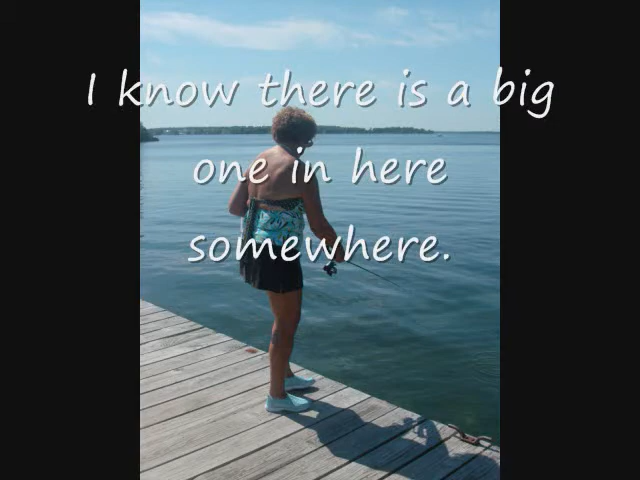 I know there is a big
one in here
somewhere.